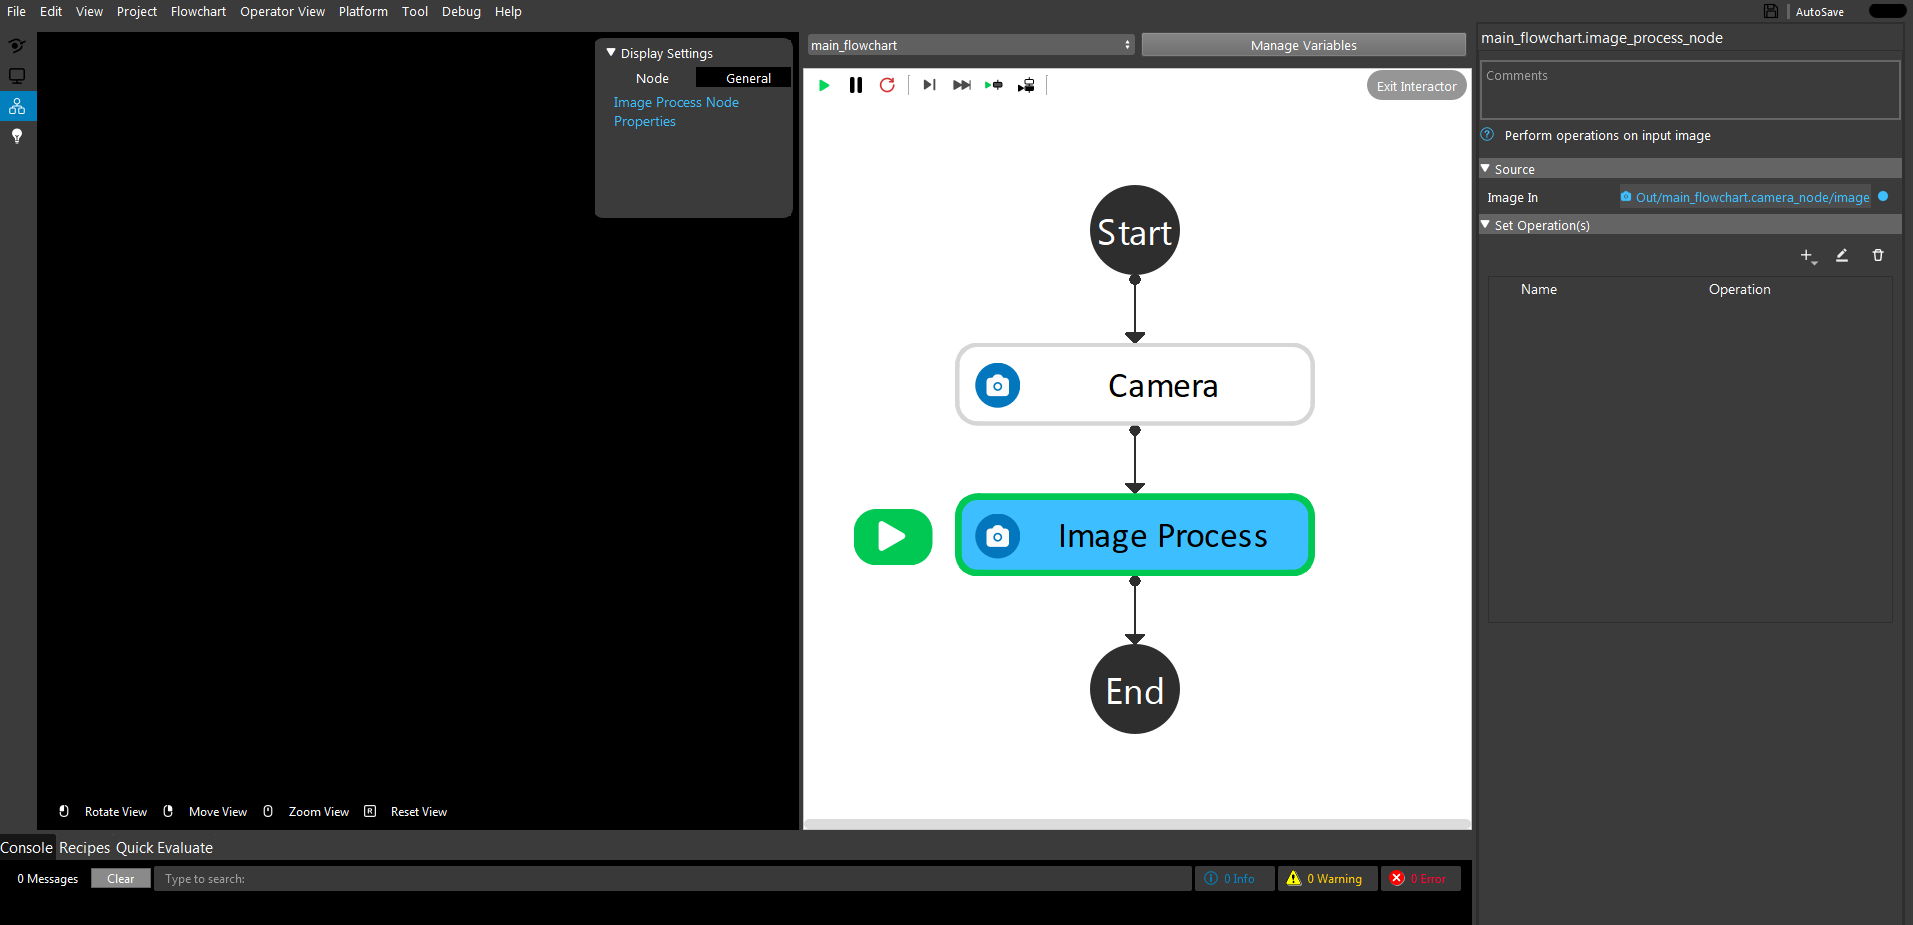 File Edit View Project Flowchart Operator View Platform Tool Debug Help
AutoSave
Display Settings
Node General
Image Process Node
Properties
Rotate View Move View Zoom View R Reset View
main_flowchart
Manage Variables
Exit Interactor
Start
Camera
Image Process
End
main_flowchart.image_process_node
Comments
? Perform operations on input image
Source
Image In Out/main_flowchart.camera_node/image
Set Operation(s)
Name Operation
Console Recipes Quick Evaluate
0 Messages Clear Type to search: 0 Info 0 Warning 0 Error